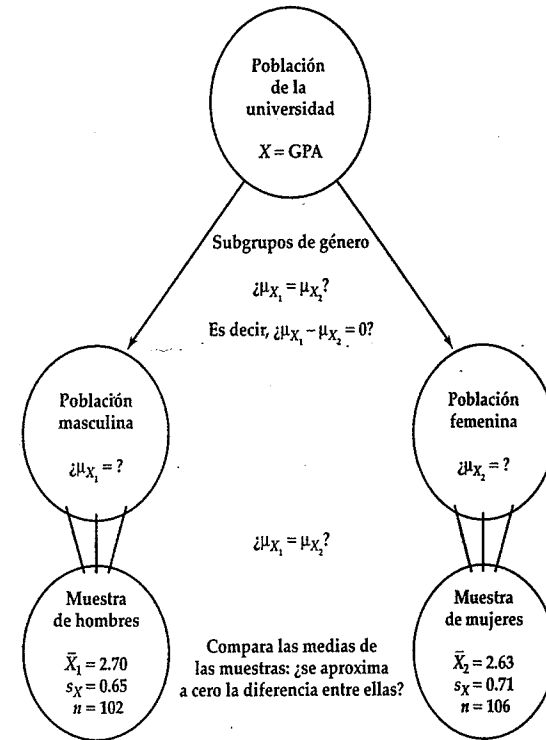 Población
de la
universidad
X = GPA
Subgrupos de género
¿μX₁ = μX₂?
Es decir, ¿μX₁ − μX₂ = 0?
Población
masculina
¿μX₁ = ?
Población
femenina
¿μX₂ = ?
¿μX₁ = μX₂?
Muestra
de hombres
X̄₁ = 2.70
sX = 0.65
n = 102
Compara las medias de
las muestras: ¿se aproxima
a cero la diferencia entre ellas?
Muestra
de mujeres
X̄₂ = 2.63
sX = 0.71
n = 106